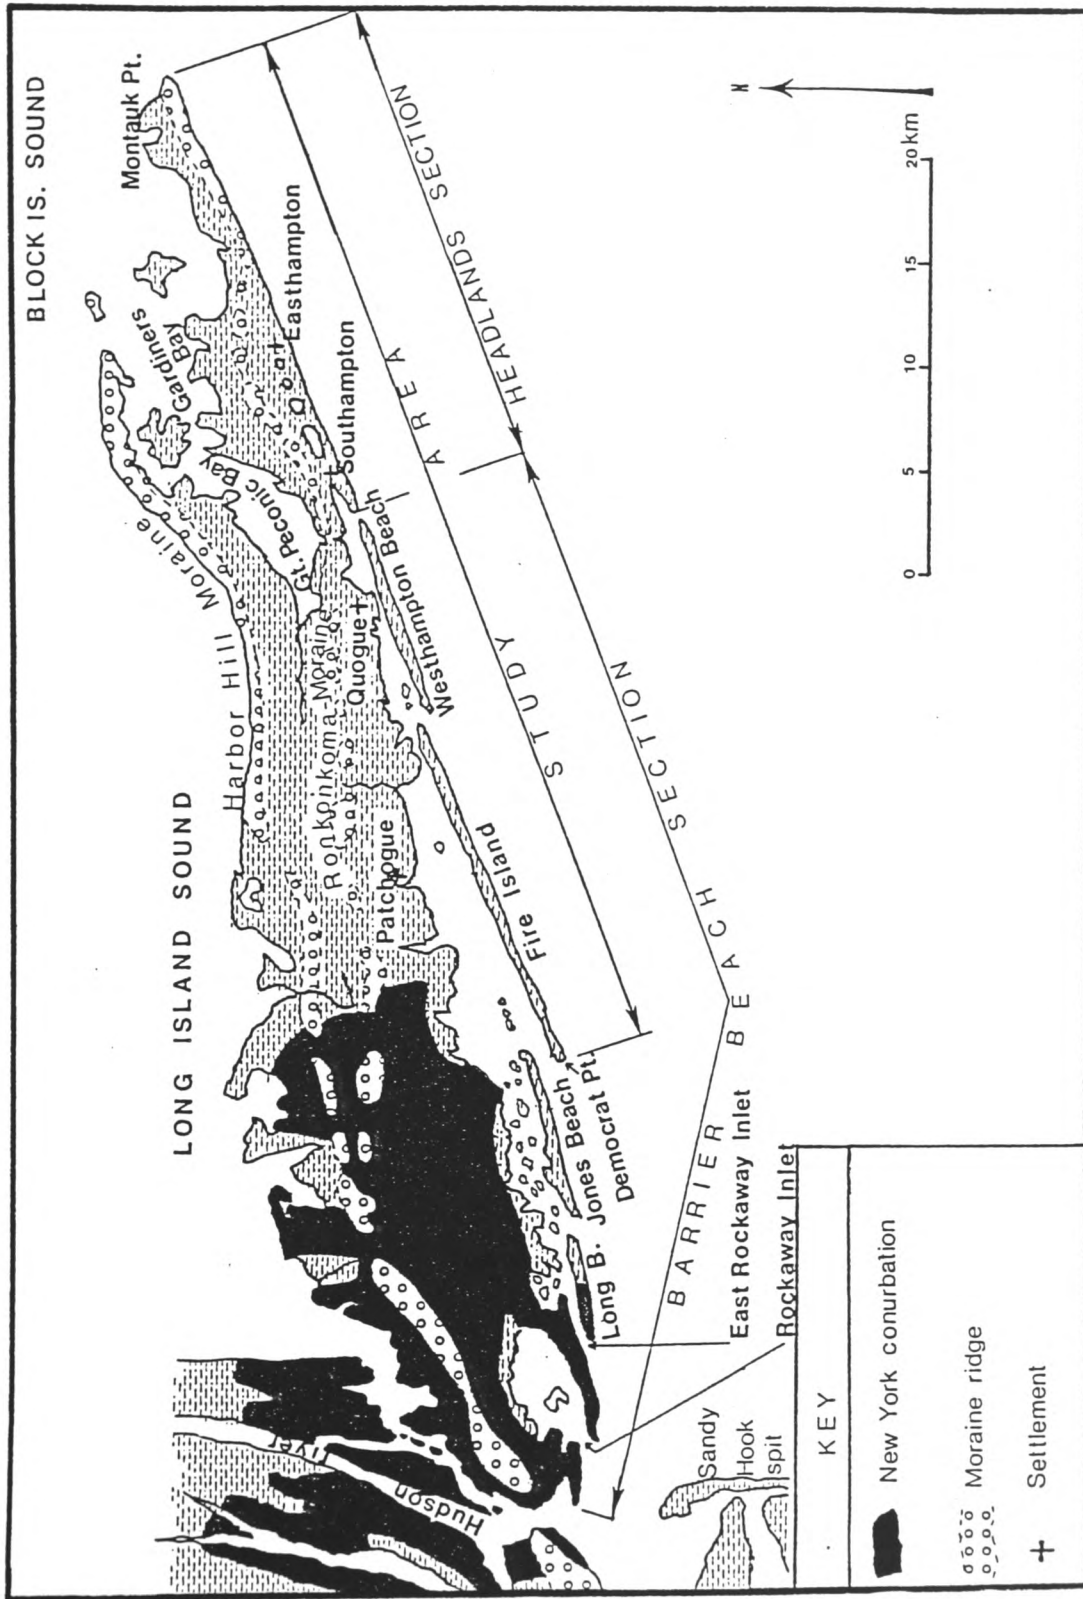 BLOCK IS. SOUND
Montauk Pt.
LONG ISLAND SOUND
Gardiners
Bay
Harbor Hill Moraine
Gt. Peconic Bay
Easthampton
Southampton
Ronkonkoma Moraine
Quogue
Westhampton Beach
Patchogue
Fire Island
Democrat Pt.
Jones Beach
Long B.
East Rockaway Inlet
Rockaway Inlet
Hudson river
Sandy
Hook
spit
STUDY AREA
HEADLANDS SECTION
BARRIER BEACH SECTION
N
0 5 10 15 20km
KEY
New York conurbation
Moraine ridge
Settlement